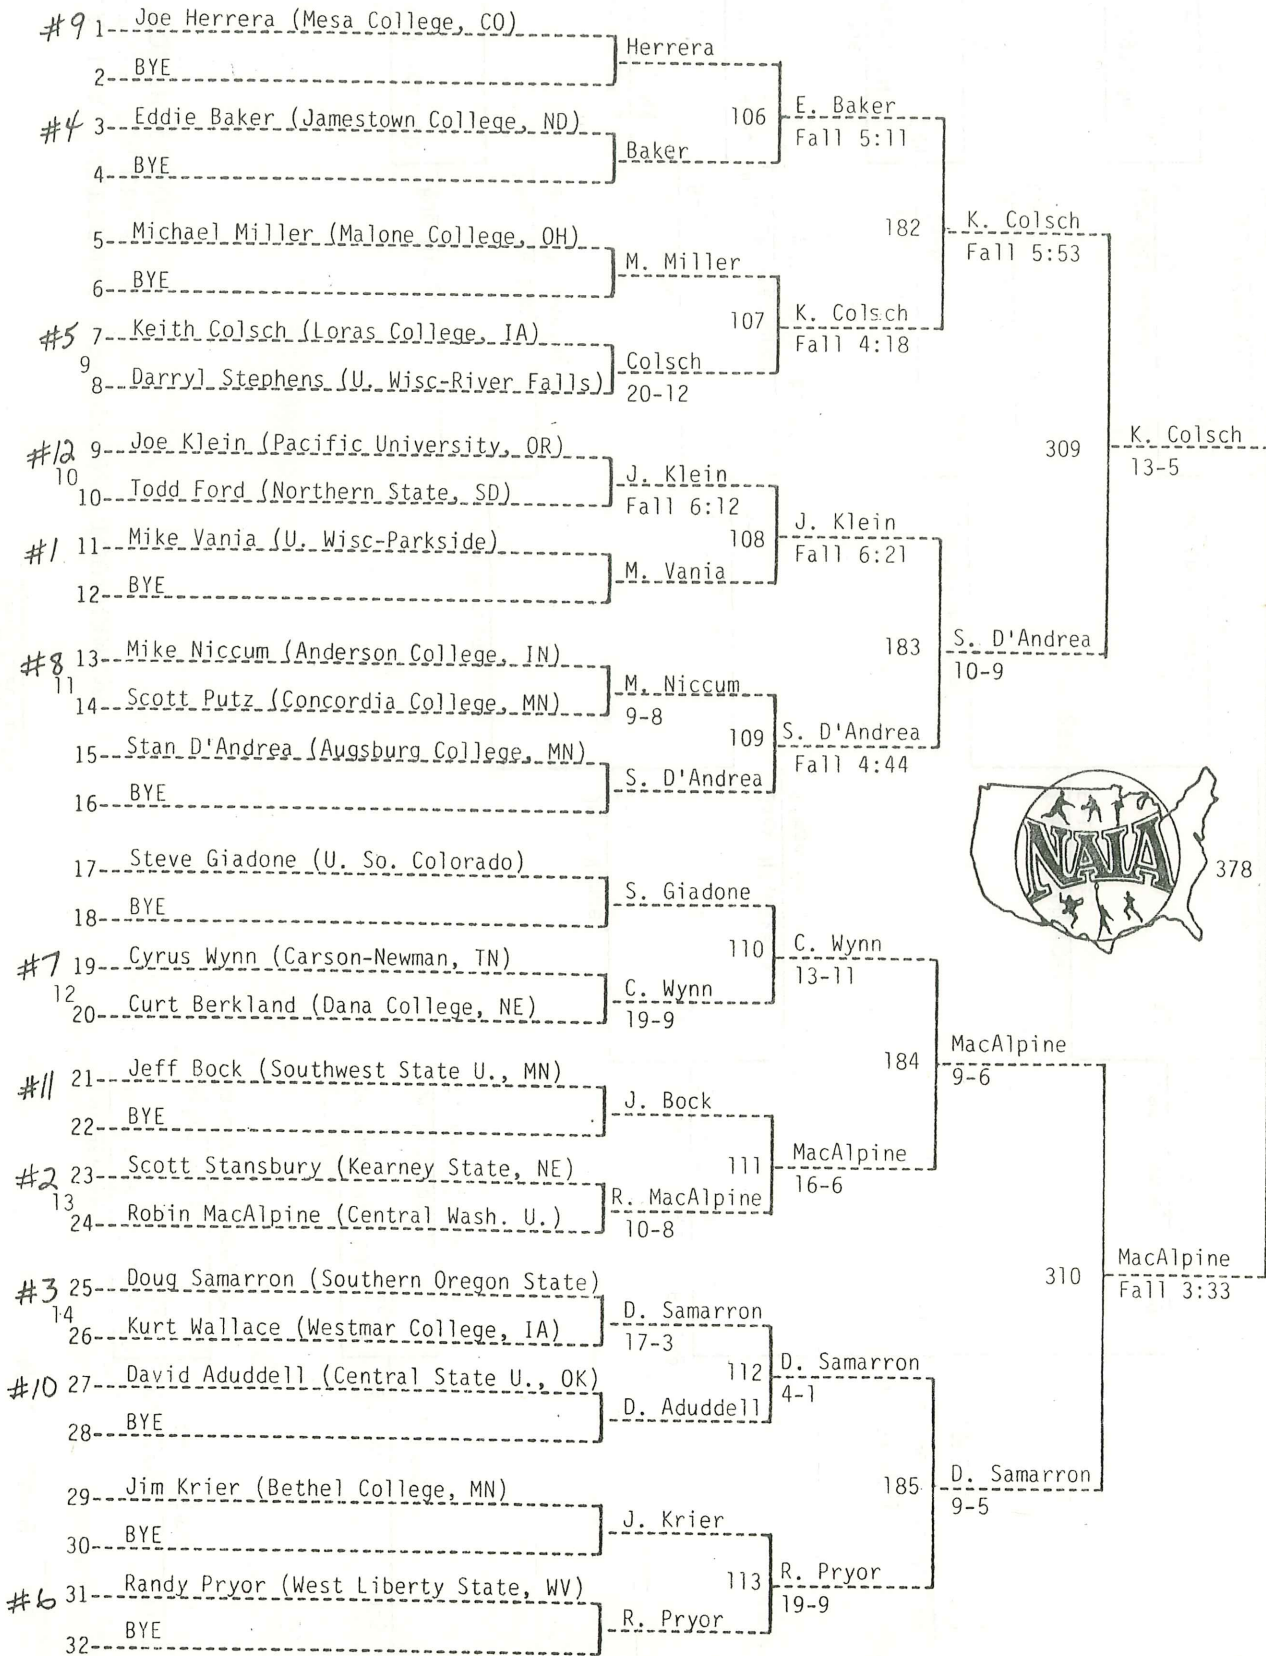 #9 1 Joe Herrera (Mesa College, CO)
Herrera
2 BYE
106 E. Baker
Fall 5:11
#4 3 Eddie Baker (Jamestown College, ND)
Baker
4 BYE
182 K. Colsch
Fall 5:53
5 Michael Miller (Malone College, OH)
M. Miller
6 BYE
107 K. Colsch
Fall 4:18
#5 7 Keith Colsch (Loras College, IA)
9
Colsch
20-12
8 Darryl Stephens (U. Wisc-River Falls)
309 K. Colsch
13-5
#12 9 Joe Klein (Pacific University, OR)
10
J. Klein
Fall 6:12
10 Todd Ford (Northern State, SD)
108 J. Klein
Fall 6:21
#1 11 Mike Vania (U. Wisc-Parkside)
M. Vania
12 BYE
183 S. D'Andrea
10-9
#8 13 Mike Niccum (Anderson College, IN)
11
M. Niccum
9-8
14 Scott Putz (Concordia College, MN)
109 S. D'Andrea
Fall 4:44
15 Stan D'Andrea (Augsburg College, MN)
S. D'Andrea
16 BYE
NAIA
378
17 Steve Giadone (U. So. Colorado)
S. Giadone
18 BYE
110 C. Wynn
13-11
#7 19 Cyrus Wynn (Carson-Newman, TN)
12
C. Wynn
19-9
20 Curt Berkland (Dana College, NE)
184 MacAlpine
9-6
#11 21 Jeff Bock (Southwest State U., MN)
J. Bock
22 BYE
111 MacAlpine
16-6
#2 23 Scott Stansbury (Kearney State, NE)
13
R. MacAlpine
10-8
24 Robin MacAlpine (Central Wash. U.)
310 MacAlpine
Fall 3:33
#3 25 Doug Samarron (Southern Oregon State)
14
D. Samarron
17-3
26 Kurt Wallace (Westmar College, IA)
112 D. Samarron
4-1
#10 27 David Aduddell (Central State U., OK)
D. Aduddell
28 BYE
185 D. Samarron
9-5
29 Jim Krier (Bethel College, MN)
J. Krier
30 BYE
113 R. Pryor
19-9
#6 31 Randy Pryor (West Liberty State, WV)
R. Pryor
32 BYE